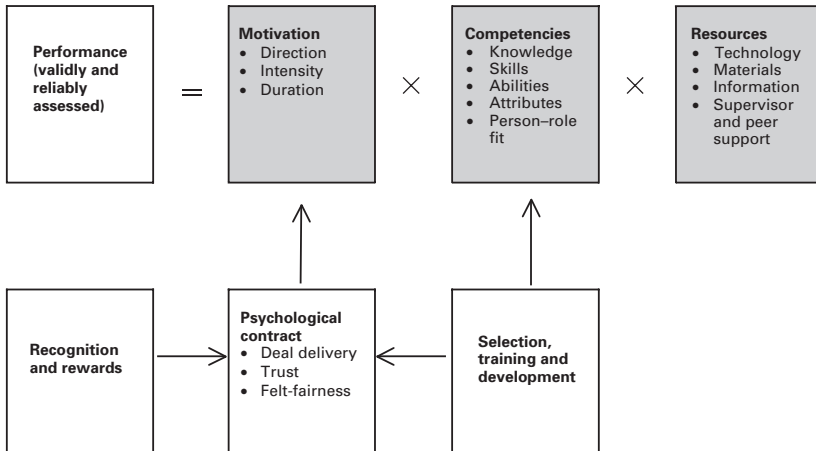 Performance
(validly and
reliably
assessed)
=
Motivation
• Direction
• Intensity
• Duration
×
Competencies
• Knowledge
• Skills
• Abilities
• Attributes
• Person–role
fit
×
Resources
• Technology
• Materials
• Information
• Supervisor
and peer
support
Recognition
and rewards
Psychological
contract
• Deal delivery
• Trust
• Felt-fairness
Selection,
training and
development